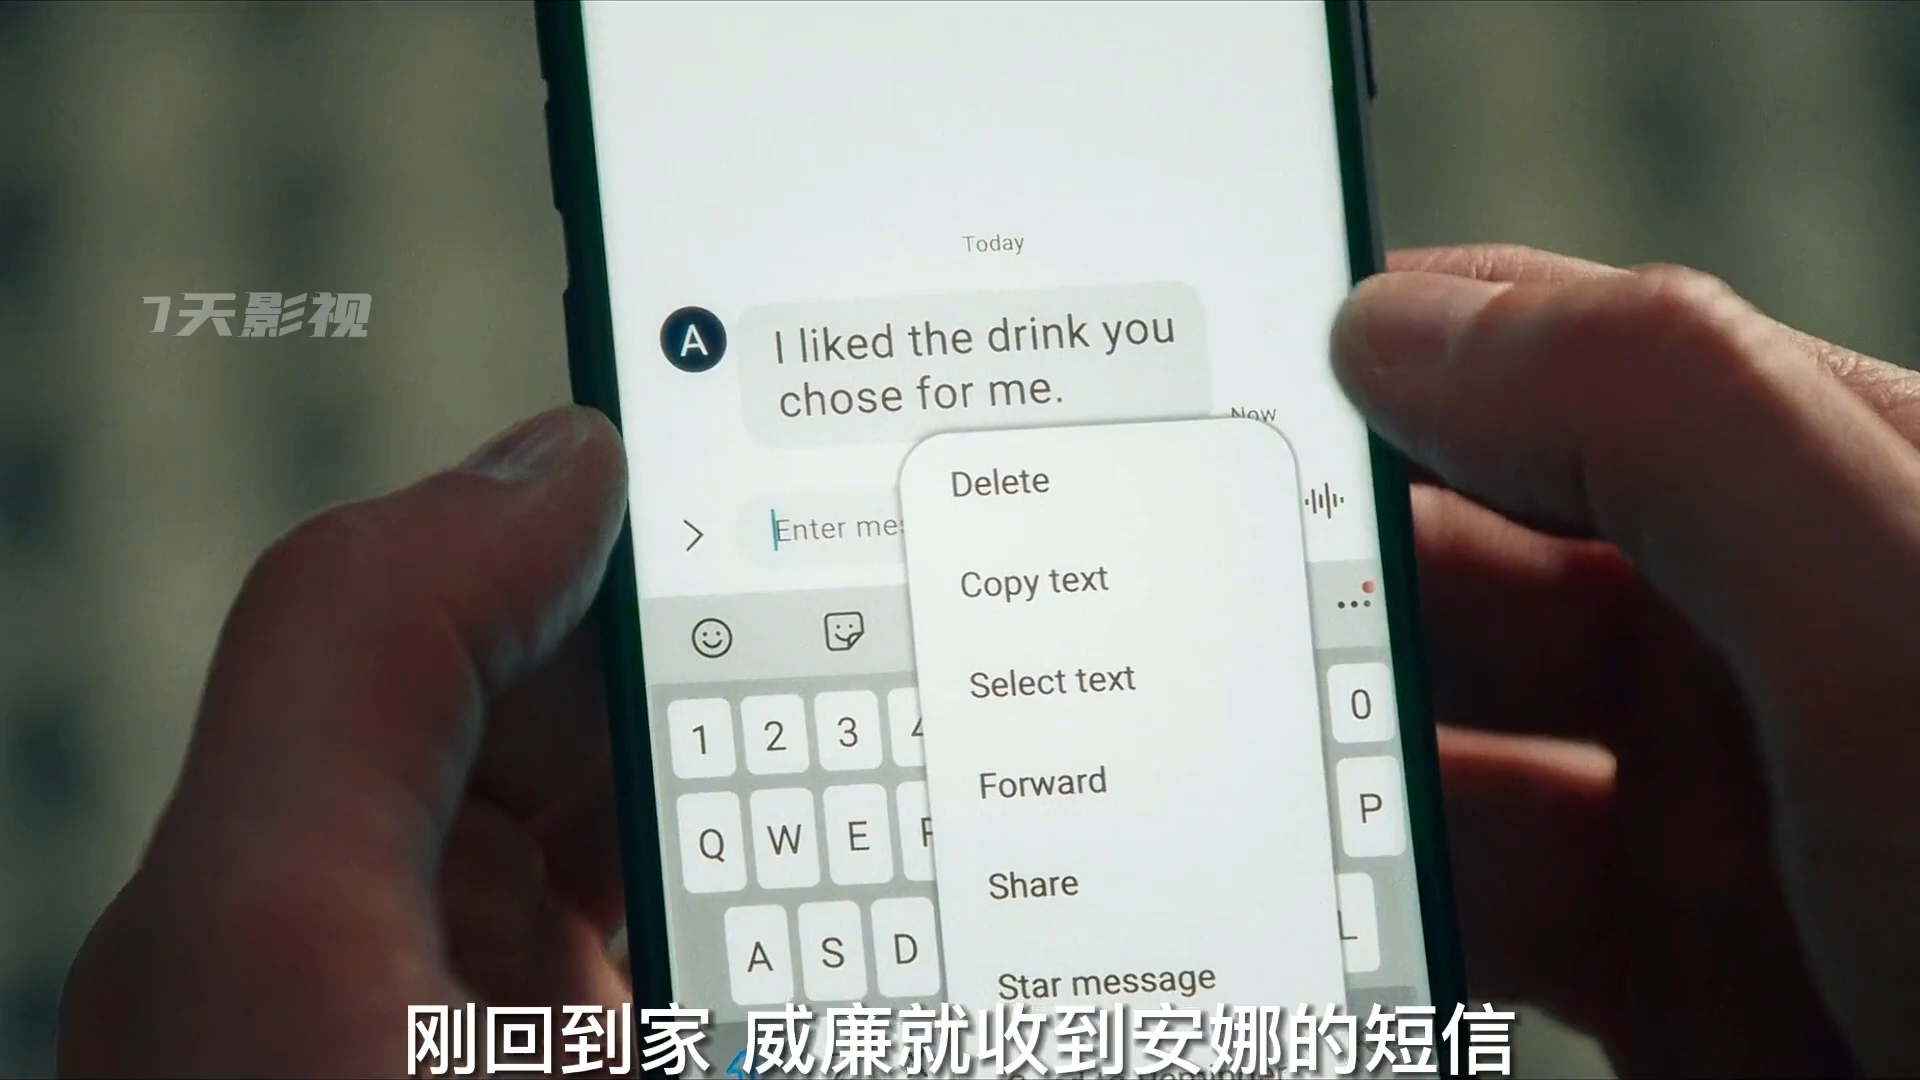 Today
7天影视
A
I liked the drink you
chose for me.
Now
Delete
Enter mes
Copy text
Select text
Forward
Share
Star message
1 2 3 4 0
Q W E P
A S D L
刚回到家 威廉就收到安娜的短信